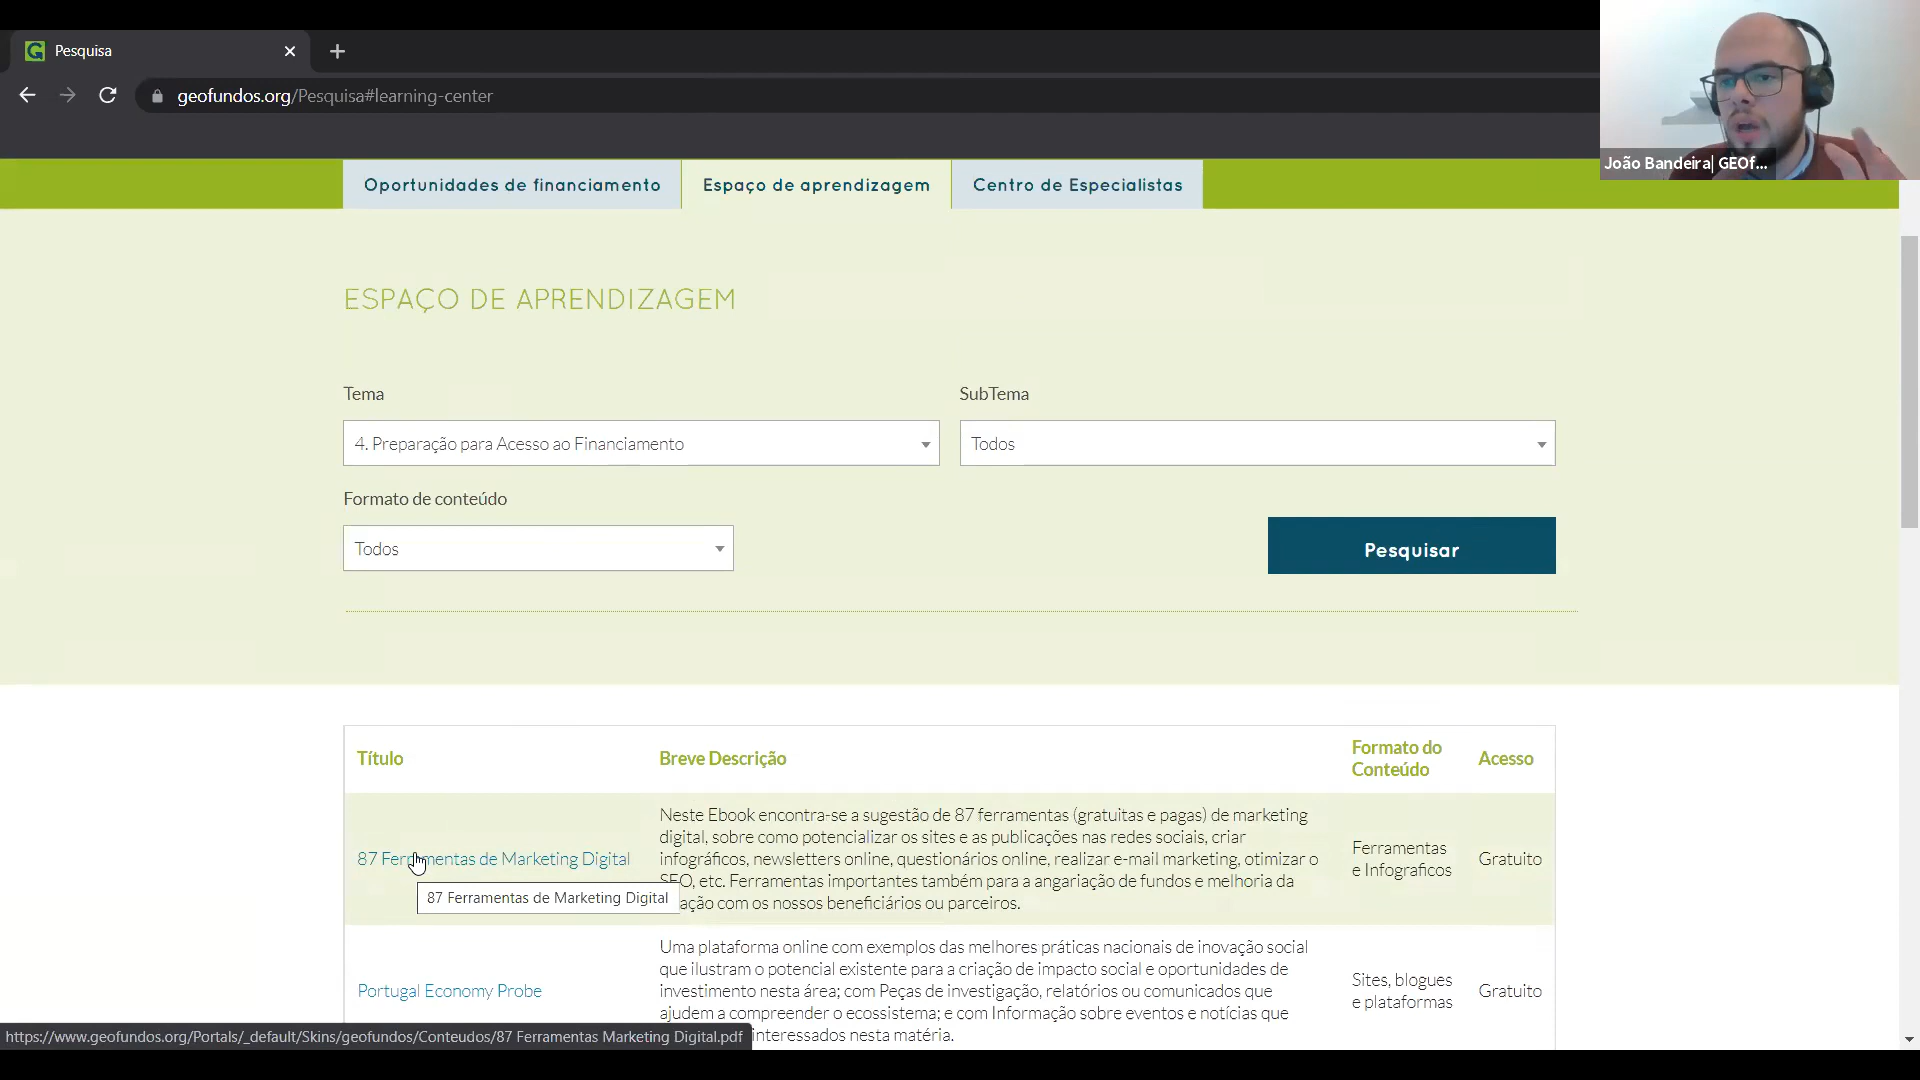 Pesquisa
geofundos.org/Pesquisa#learning-center
João Bandeira| GEOf...
Oportunidades de financiamento
Espaço de aprendizagem
Centro de Especialistas
ESPAÇO DE APRENDIZAGEM
Tema
SubTema
4. Preparação para Acesso ao Financiamento
Todos
Formato de conteúdo
Todos
Pesquisar
Título
Breve Descrição
Formato do
Conteúdo
Acesso
87 Ferramentas de Marketing Digital
87 Ferramentas de Marketing Digital
Neste Ebook encontra-se a sugestão de 87 ferramentas (gratuitas e pagas) de marketing
digital, sobre como potencializar os sites e as publicações nas redes sociais, criar
infográficos, newsletters online, questionários online, realizar e-mail marketing, otimizar o
SEO, etc. Ferramentas importantes também para a angariação de fundos e melhoria da
ação com os nossos beneficiários ou parceiros.
Ferramentas
e Infograficos
Gratuito
Portugal Economy Probe
Uma plataforma online com exemplos das melhores práticas nacionais de inovação social
que ilustram o potencial existente para a criação de impacto social e oportunidades de
investimento nesta área; com Peças de investigação, relatórios ou comunicados que
ajudem a compreender o ecossistema; e com Informação sobre eventos e notícias que
interessados nesta matéria.
Sites, blogues
e plataformas
Gratuito
https://www.geofundos.org/Portals/_default/Skins/geofundos/Conteudos/87 Ferramentas Marketing Digital.pdf